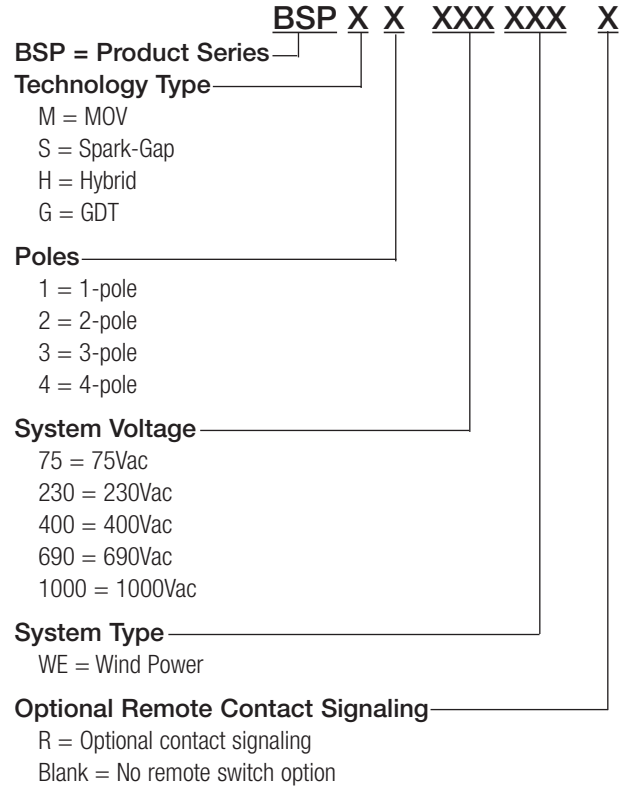 BSP X X XXX XXX X
BSP = Product Series
Technology Type
M = MOV
S = Spark-Gap
H = Hybrid
G = GDT
Poles
1 = 1-pole
2 = 2-pole
3 = 3-pole
4 = 4-pole
System Voltage
75 = 75Vac
230 = 230Vac
400 = 400Vac
690 = 690Vac
1000 = 1000Vac
System Type
WE = Wind Power
Optional Remote Contact Signaling
R = Optional contact signaling
Blank = No remote switch option